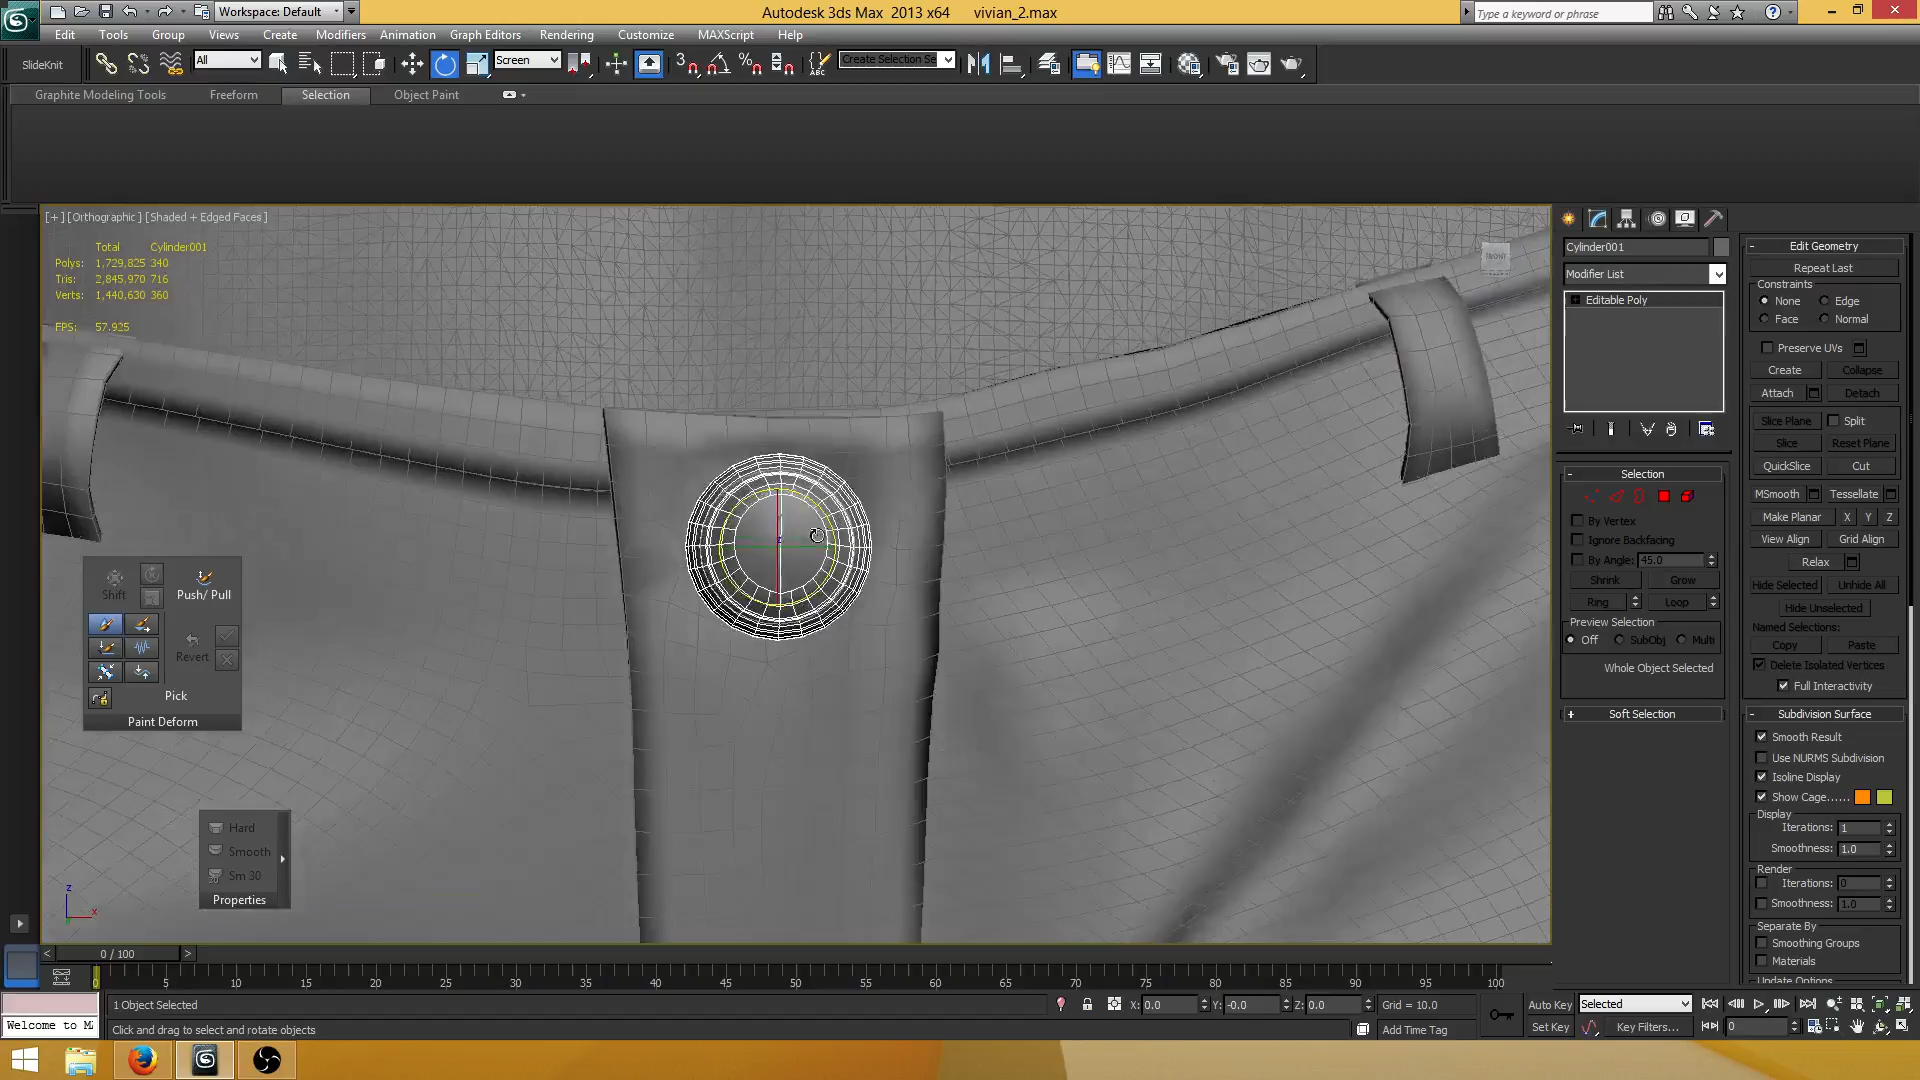 Workspace: Default
Autodesk 3ds Max 2013 x64 vivian_2.max
Type a keyword or phrase
Edit Tools Group Views Create Modifiers Animation Graph Editors Rendering Customize MAXScript Help
SlideKnit
All
Screen
3
Create Selection Se
Graphite Modeling Tools Freeform Selection Object Paint
[+] [Orthographic] [Shaded + Edged Faces]
Total Cylinder001
Polys: 1,729,825 340
Tris: 2,845,970 716
Verts: 1,440,630 360
FPS: 57.925
FRONT
Shift
Push/ Pull
Revert
Pick
Paint Deform
Hard
Smooth
Sm 30
Properties
z
x
Cylinder001
Modifier List
Editable Poly
Selection
By Vertex
Ignore Backfacing
By Angle: 45.0
Shrink Grow
Ring Loop
Preview Selection
Off SubObj Multi
Whole Object Selected
Soft Selection
Edit Geometry
Repeat Last
Constraints
None Edge
Face Normal
Preserve UVs
Create Collapse
Attach Detach
Slice Plane Split
Slice Reset Plane
QuickSlice Cut
MSmooth Tessellate
Make Planar X Y Z
View Align Grid Align
Relax
Hide Selected Unhide All
Hide Unselected
Named Selections:
Copy Paste
Delete Isolated Vertices
Full Interactivity
Subdivision Surface
Smooth Result
Use NURMS Subdivision
Isoline Display
Show Cage......
Display
Iterations: 1
Smoothness: 1.0
Render
Iterations: 0
Smoothness: 1.0
Separate By
Smoothing Groups
Materials
Update Options
< 0 / 100 >
0 5 10 15 20 25 30 35 40 45 50 55 60 65 70 75 80 85 90 95 100
1 Object Selected
X: 0.0 Y: -0.0 Z: 0.0 Grid = 10.0
Auto Key Selected
Welcome to M
Click and drag to select and rotate objects
Add Time Tag
Set Key Key Filters... 0